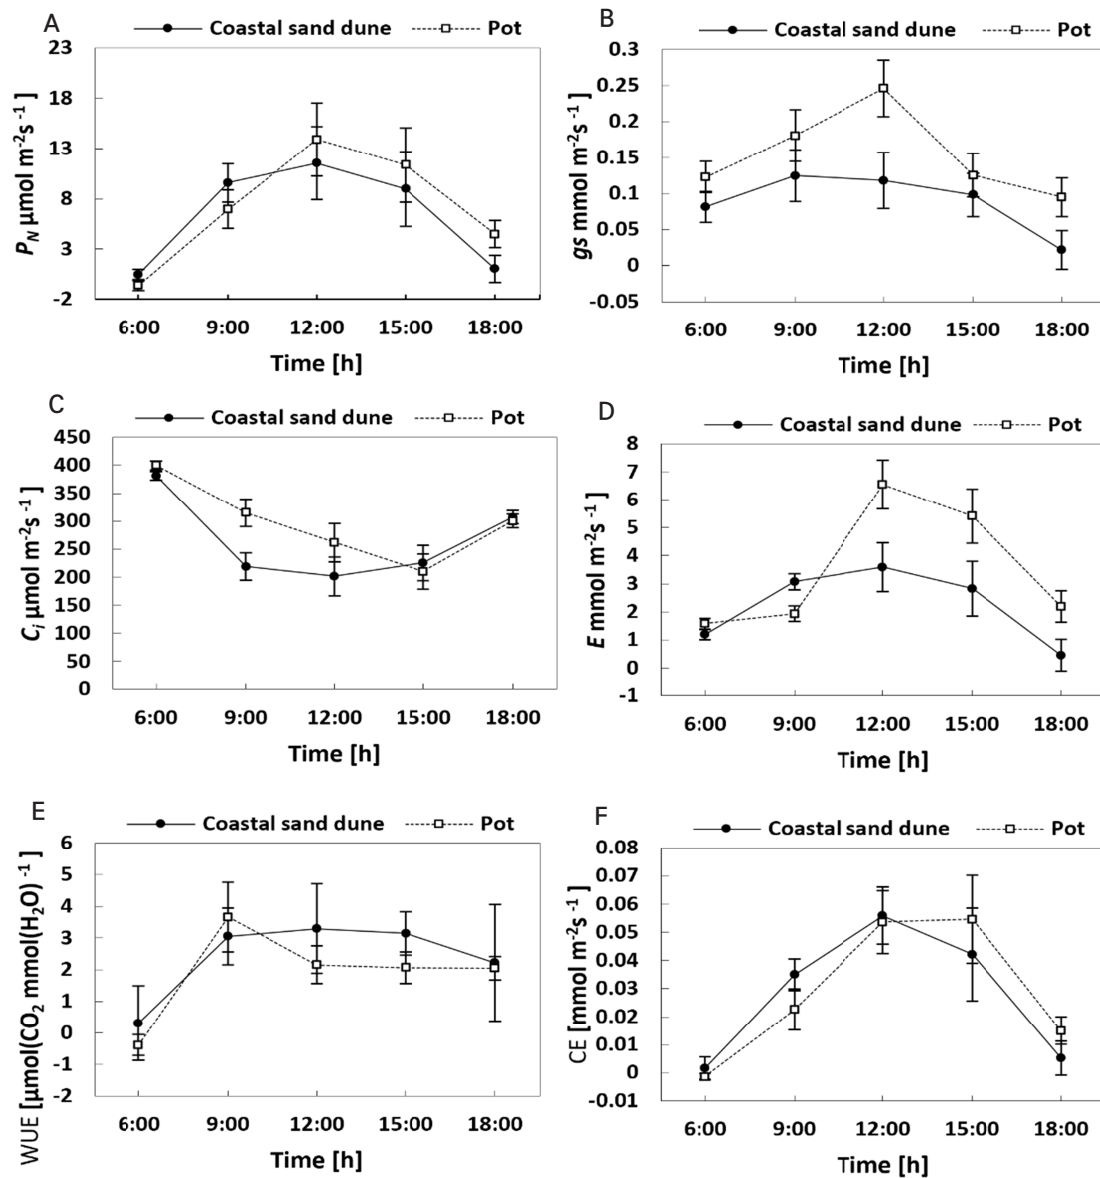 A
Coastal sand dune Pot
23
18
13
8
3
-2
P_N µmol m⁻²s⁻¹
6:00 9:00 12:00 15:00 18:00
Time [h]
B
Coastal sand dune Pot
0.3
0.25
0.2
0.15
0.1
0.05
0
-0.05
gs mmol m⁻²s⁻¹ ]
6:00 9:00 12:00 15:00 18:00
Time [h]
C
Coastal sand dune Pot
450
400
350
300
250
200
150
100
50
0
C_i µmol m⁻²s⁻¹ ]
6:00 9:00 12:00 15:00 18:00
Time [h]
D
Coastal sand dune Pot
8
7
6
5
4
3
2
1
0
-1
E mmol m⁻²s⁻¹ ]
6:00 9:00 12:00 15:00 18:00
Time [h]
E
Coastal sand dune Pot
6
5
4
3
2
1
0
-1
-2
WUE [µmol(CO₂ mmol(H₂O)⁻¹ ]
6:00 9:00 12:00 15:00 18:00
Time [h]
F
Coastal sand dune Pot
0.08
0.07
0.06
0.05
0.04
0.03
0.02
0.01
0
-0.01
CE [mmol m⁻²s⁻¹ ]
6:00 9:00 12:00 15:00 18:00
Time [h]